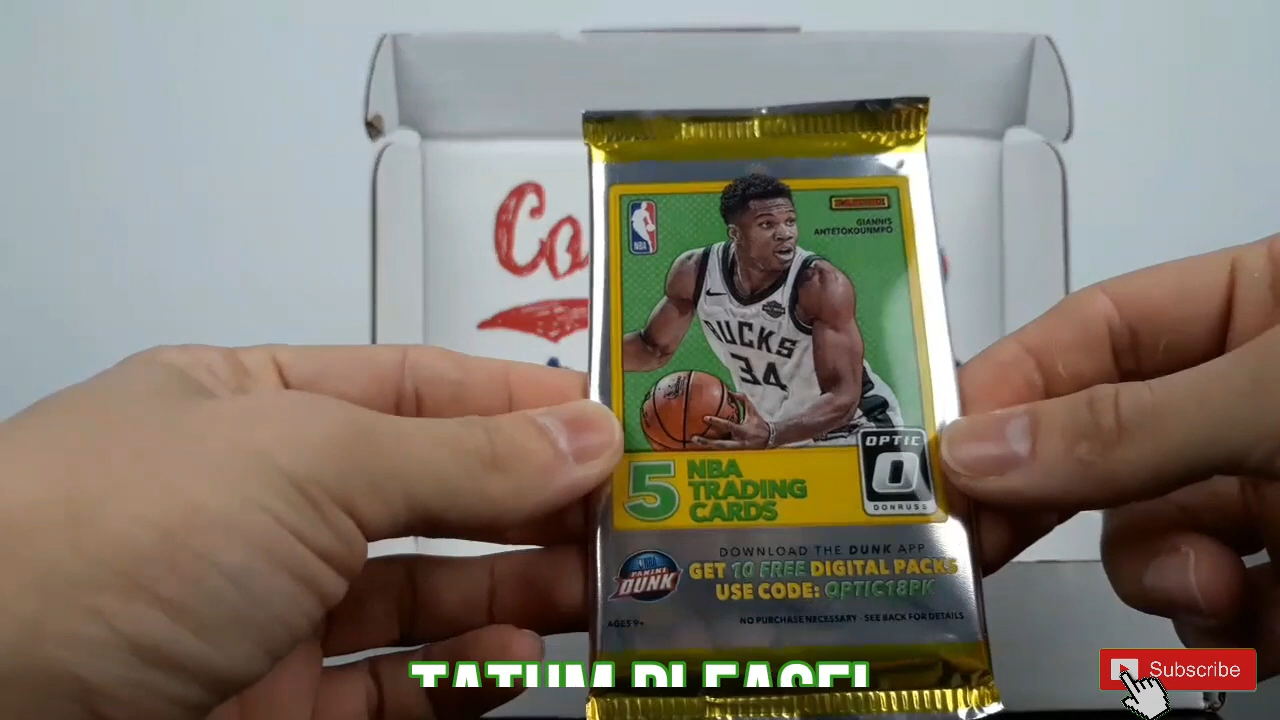 Co
NBA
PANINI
GIANNIS
ANTETOKOUNMPO
BUCKS
34
OPTIC
O
DONRUSS
5 NBA
TRADING
CARDS
DOWNLOAD THE DUNK APP
GET 10 FREE DIGITAL PACKS
USE CODE: OPTIC18PK
PANINI
DUNK
AGES 9+
NO PURCHASE NECESSARY - SEE BACK FOR DETAILS
TATUM PLEASE!
Subscribe